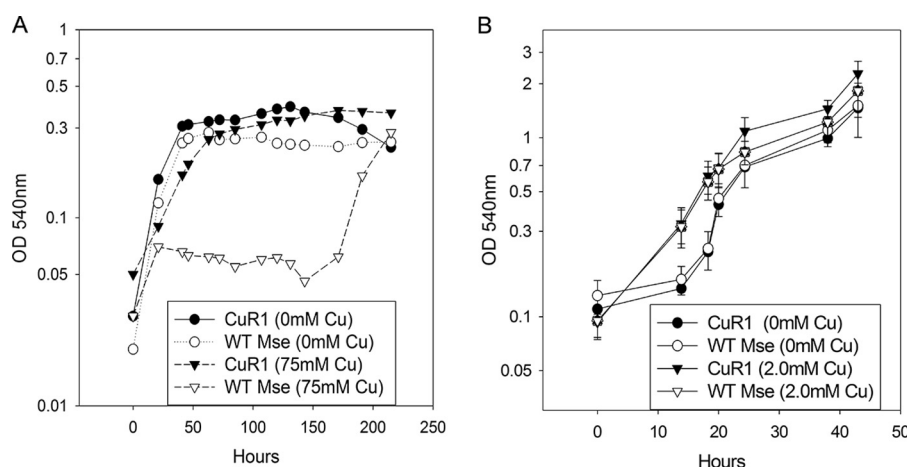 A
1
0.7
0.5
0.3
0.1
0.05
0.01
OD 540nm
CuR1 (0mM Cu)
WT Mse (0mM Cu)
CuR1 (75mM Cu)
WT Mse (75mM Cu)
0 50 100 150 200 250
Hours
B
3
2
1
0.7
0.5
0.3
0.1
0.05
OD 540nm
CuR1 (0mM Cu)
WT Mse (0mM Cu)
CuR1 (2.0mM Cu)
WT Mse (2.0mM Cu)
0 10 20 30 40 50
Hours